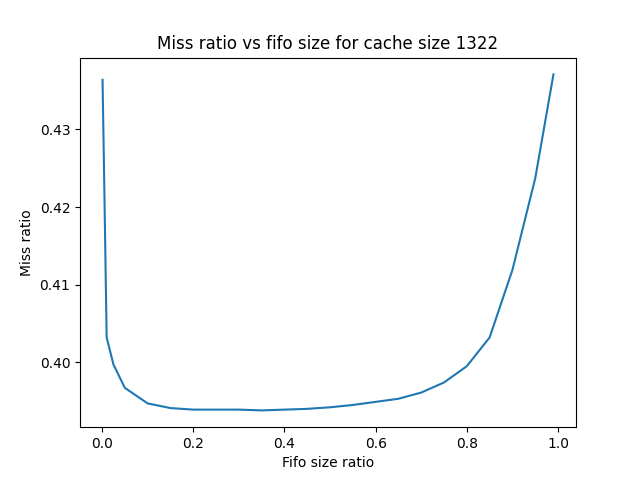 Miss ratio vs fifo size for cache size 1322
0.43
0.42
0.41
0.40
Miss ratio
0.0 0.2 0.4 0.6 0.8 1.0
Fifo size ratio